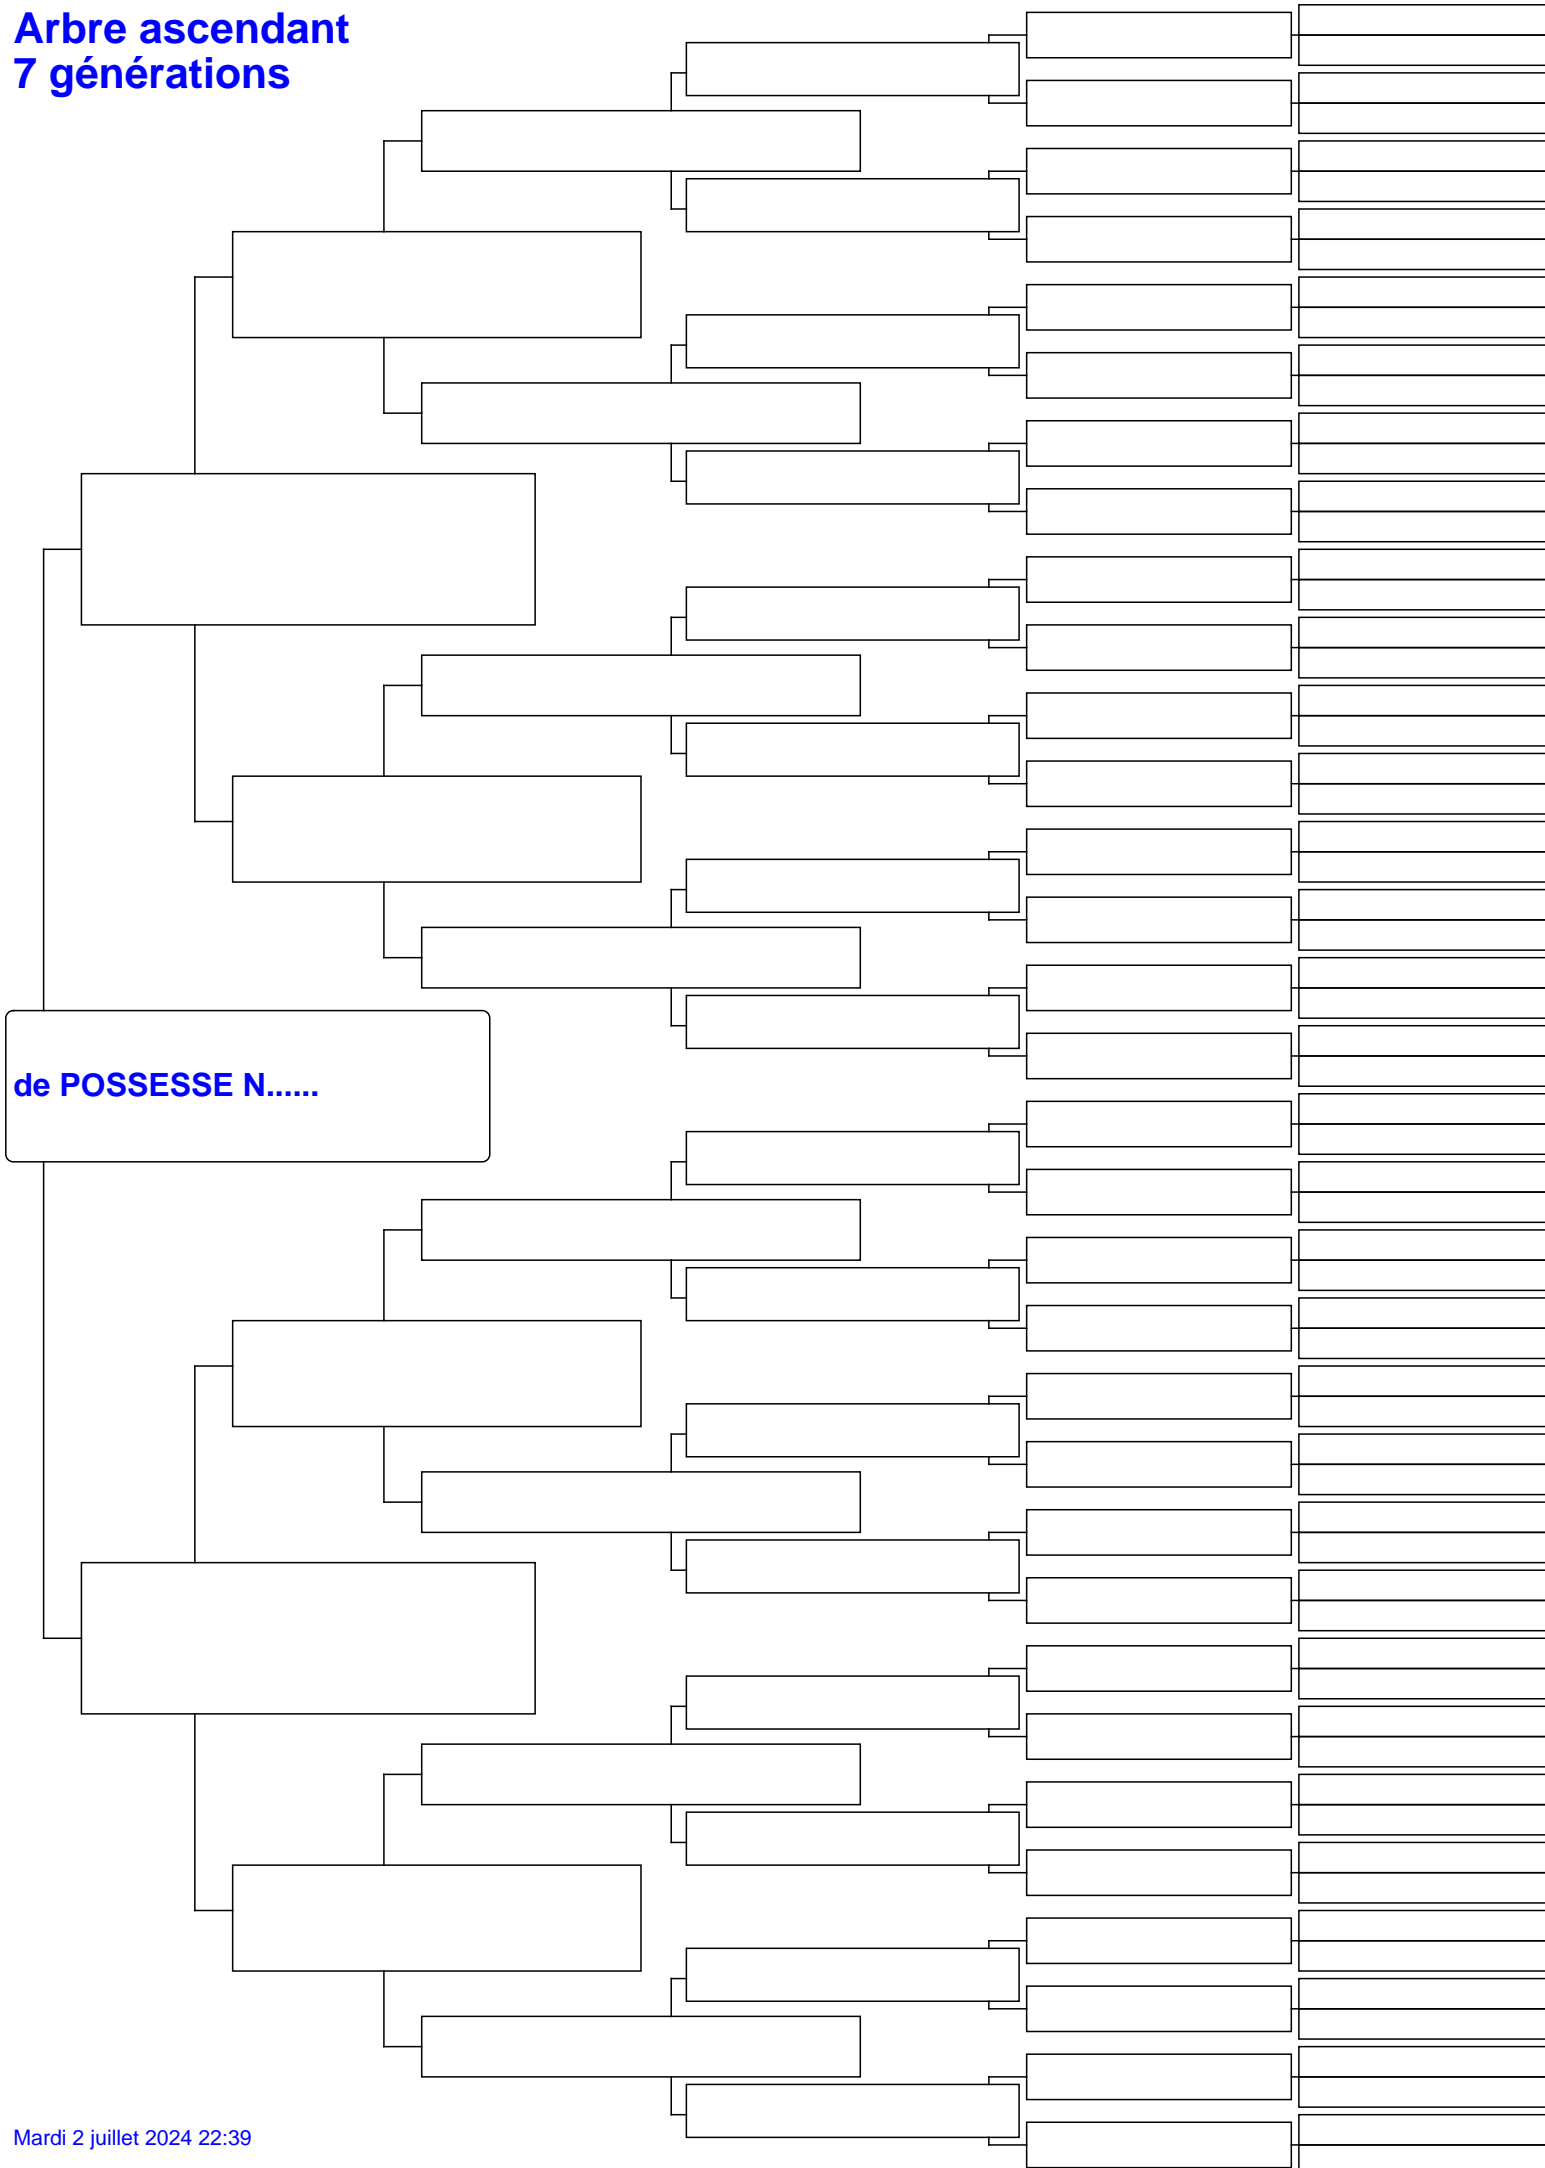 Arbre ascendant
7 générations
de POSSESSE N......
Mardi 2 juillet 2024 22:39